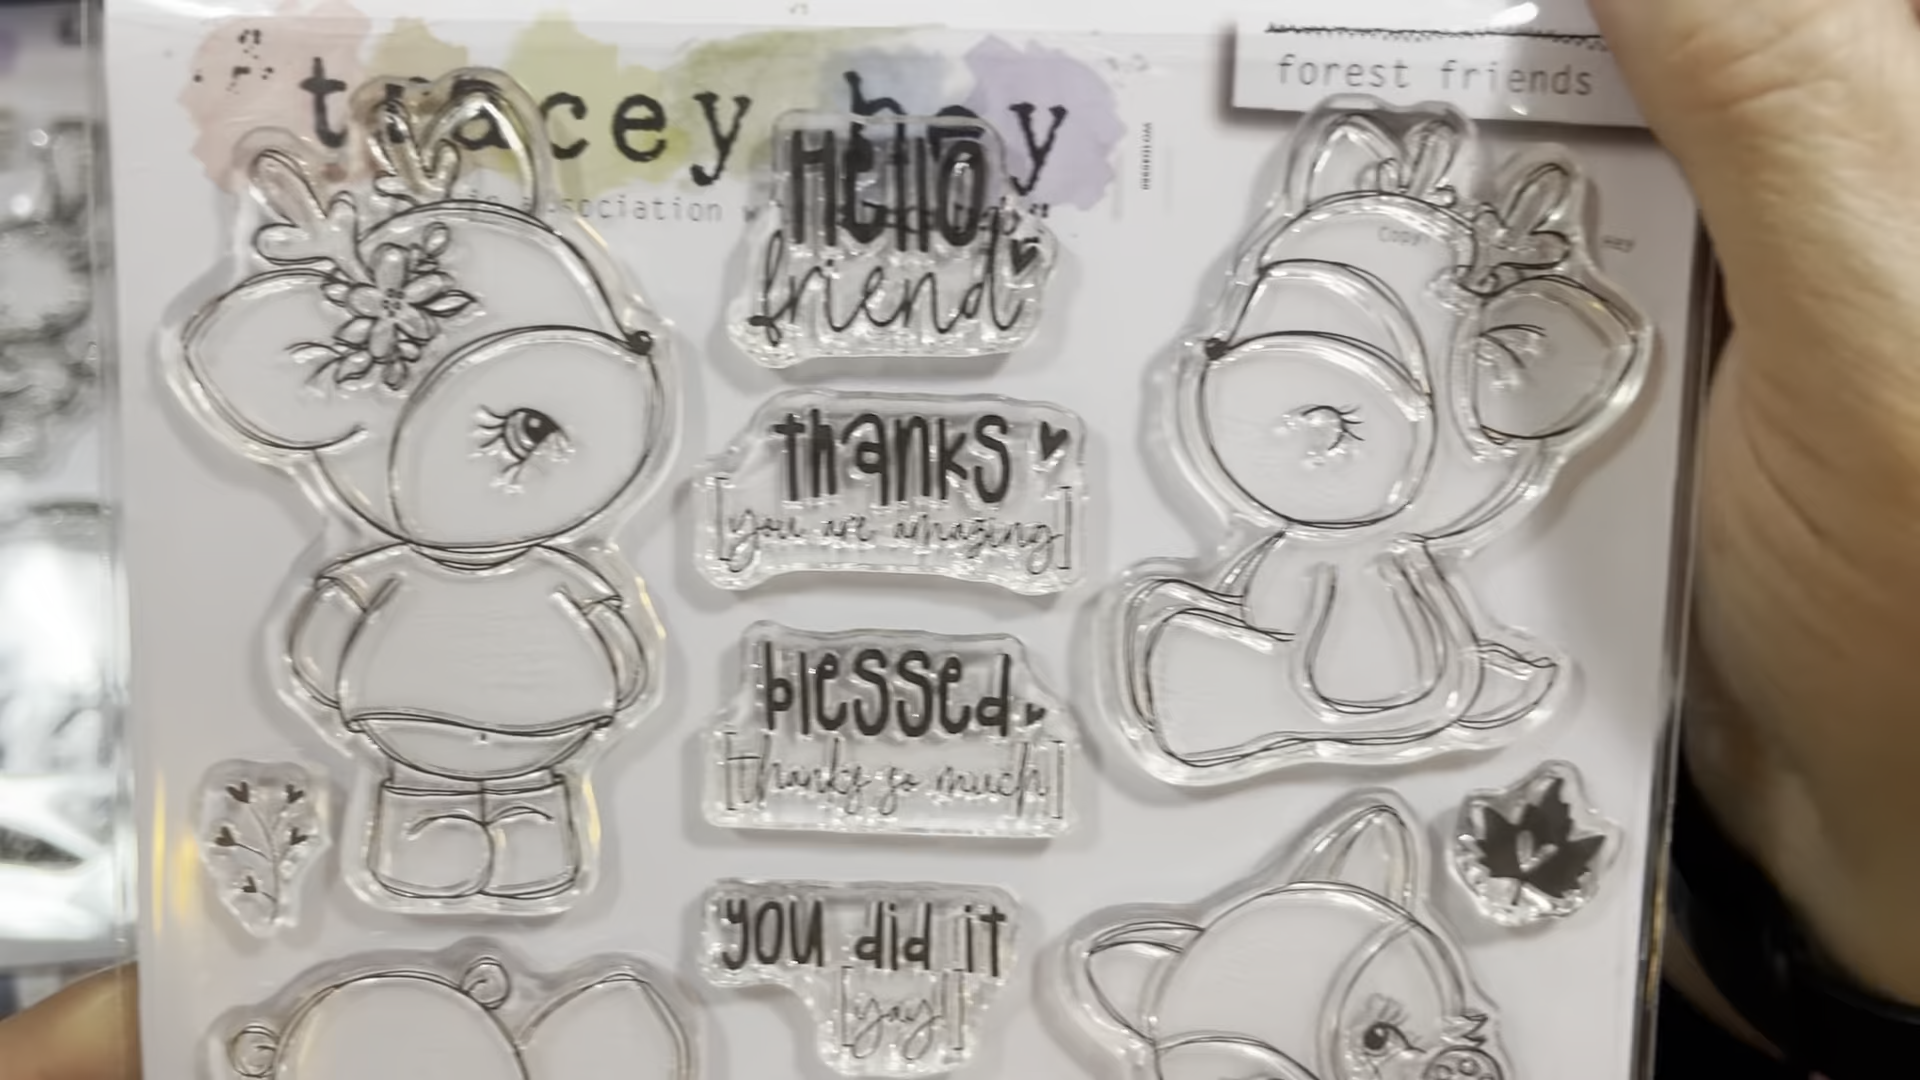 tracey hey
in association w
forest friends
Copy
Hello
friend
thanks
[you are amazing]
blessed
[thanks so much]
you did it
[yay]